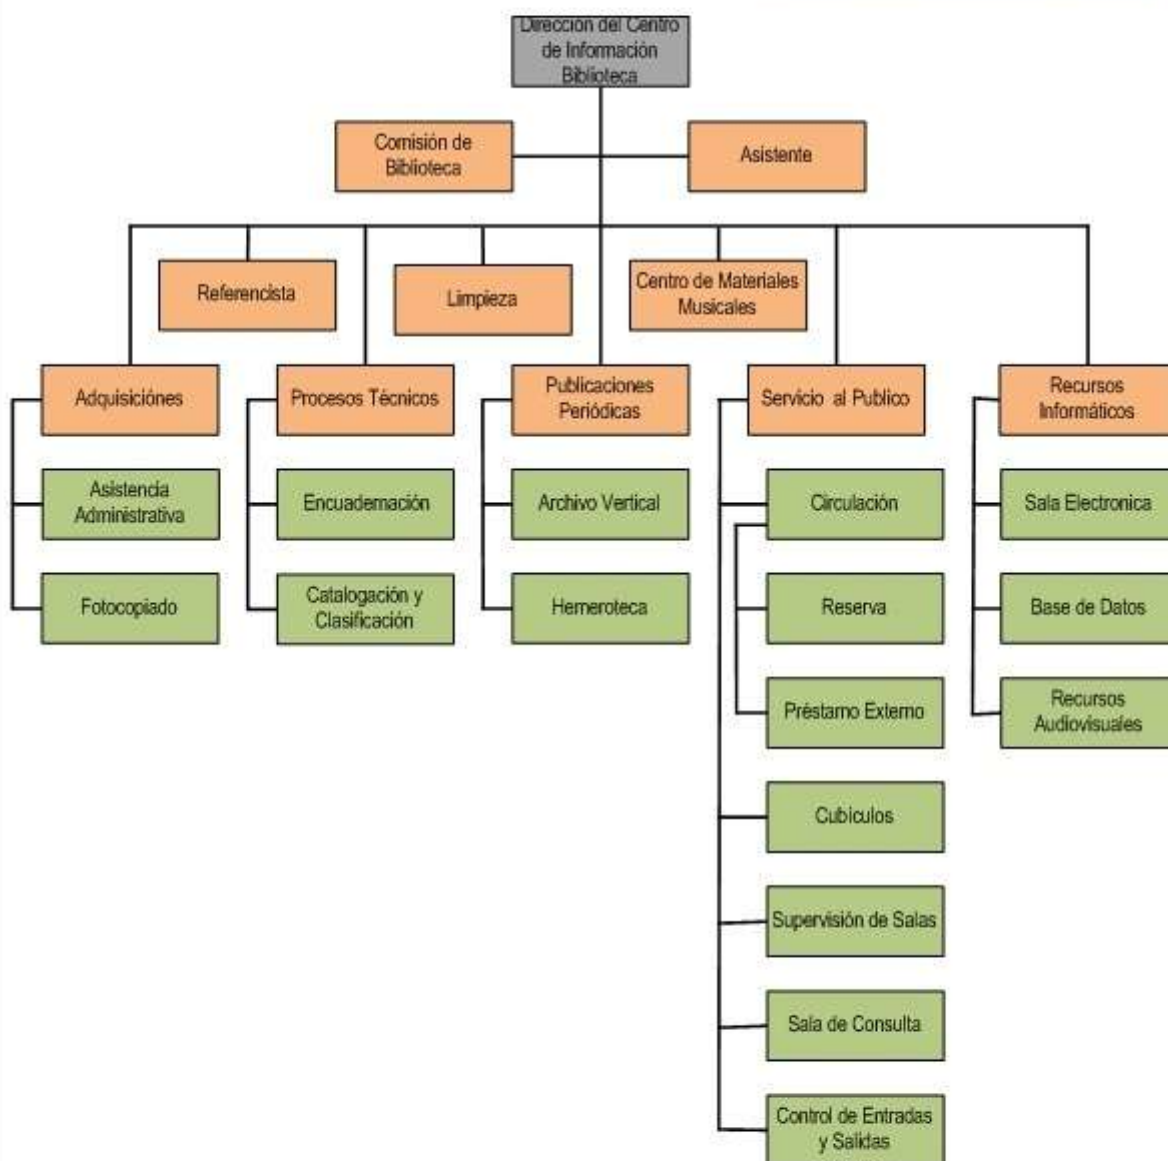 Dirección del Centro
de Información
Biblioteca
Comisión de
Biblioteca
Asistente
Referencista
Limpieza
Centro de Materiales
Musicales
Adquisiciónes
Procesos Técnicos
Publicaciones
Periódicas
Servicio al Publico
Recursos
Informáticos
Asistencia
Administrativa
Encuadernación
Archivo Vertical
Circulación
Sala Electronica
Fotocopiado
Catalogación y
Clasificación
Hemeroteca
Reserva
Base de Datos
Préstamo Externo
Recursos
Audiovisuales
Cubículos
Supervisión de Salas
Sala de Consulta
Control de Entradas
y Salidas